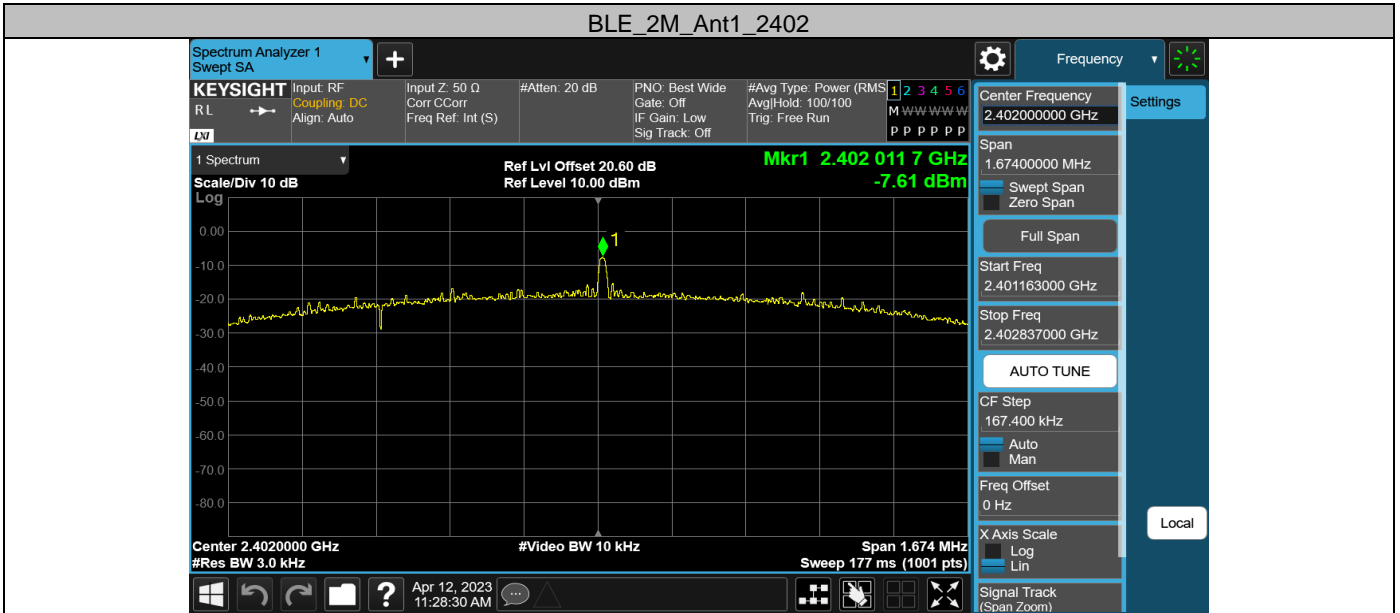 BLE_2M_Ant1_2402
Spectrum Analyzer 1
Swept SA
+
Frequency
KEYSIGHT
RL
LXI
Input: RF
Coupling: DC
Align: Auto
Input Z: 50 Ω
Corr CCorr
Freq Ref: Int (S)
#Atten: 20 dB
PNO: Best Wide
Gate: Off
IF Gain: Low
Sig Track: Off
#Avg Type: Power (RMS
Avg|Hold: 100/100
Trig: Free Run
1 2 3 4 5 6
M W W W W W
P P P P P P
1 Spectrum
Scale/Div 10 dB
Ref Lvl Offset 20.60 dB
Ref Level 10.00 dBm
Mkr1 2.402 011 7 GHz
-7.61 dBm
Log
0.00
-10.0
-20.0
-30.0
-40.0
-50.0
-60.0
-70.0
-80.0
1
Center 2.4020000 GHz
#Video BW 10 kHz
Span 1.674 MHz
#Res BW 3.0 kHz
Sweep 177 ms (1001 pts)
Center Frequency
2.402000000 GHz
Span
1.67400000 MHz
Swept Span
Zero Span
Full Span
Start Freq
2.401163000 GHz
Stop Freq
2.402837000 GHz
AUTO TUNE
CF Step
167.400 kHz
Auto
Man
Freq Offset
0 Hz
X Axis Scale
Log
Lin
Signal Track
(Span Zoom)
Settings
Local
?
Apr 12, 2023
11:28:30 AM